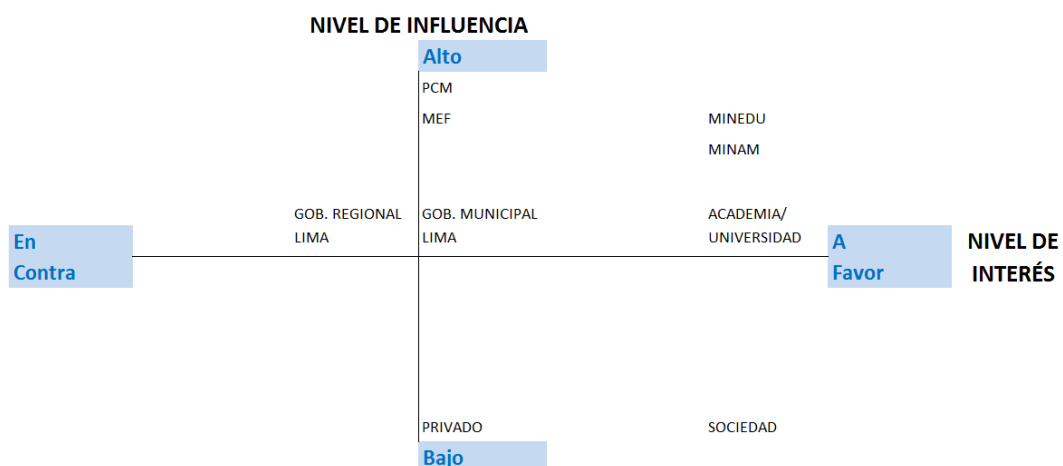 NIVEL DE INFLUENCIA
Alto
PCM
MEF MINEDU
MINAM
GOB. REGIONAL GOB. MUNICIPAL ACADEMIA/
LIMA LIMA UNIVERSIDAD
En A NIVEL DE
Contra Favor INTERÉS
PRIVADO SOCIEDAD
Bajo